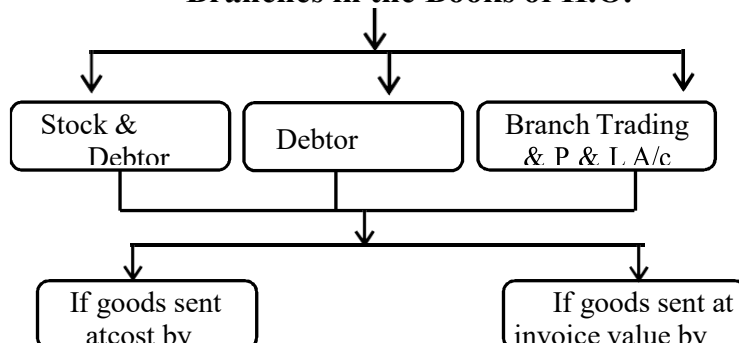 Branches in the Books of H.O.
Stock &
Debtor
Debtor
Branch Trading
& P & L A/c
If goods sent
atcost by
If goods sent at
invoice value by